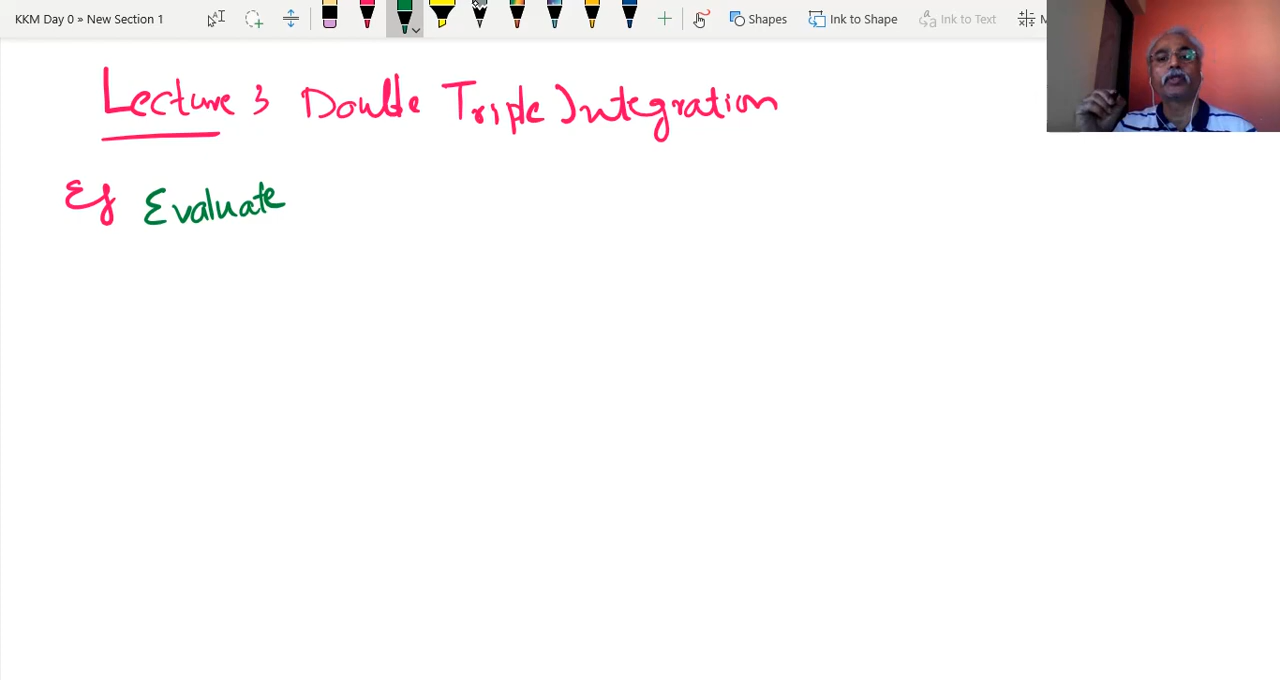 KKM Day 0 » New Section 1
Shapes
Ink to Shape
Ink to Text
M
Lecture 3 Double Triple Integration
Eg Evaluate